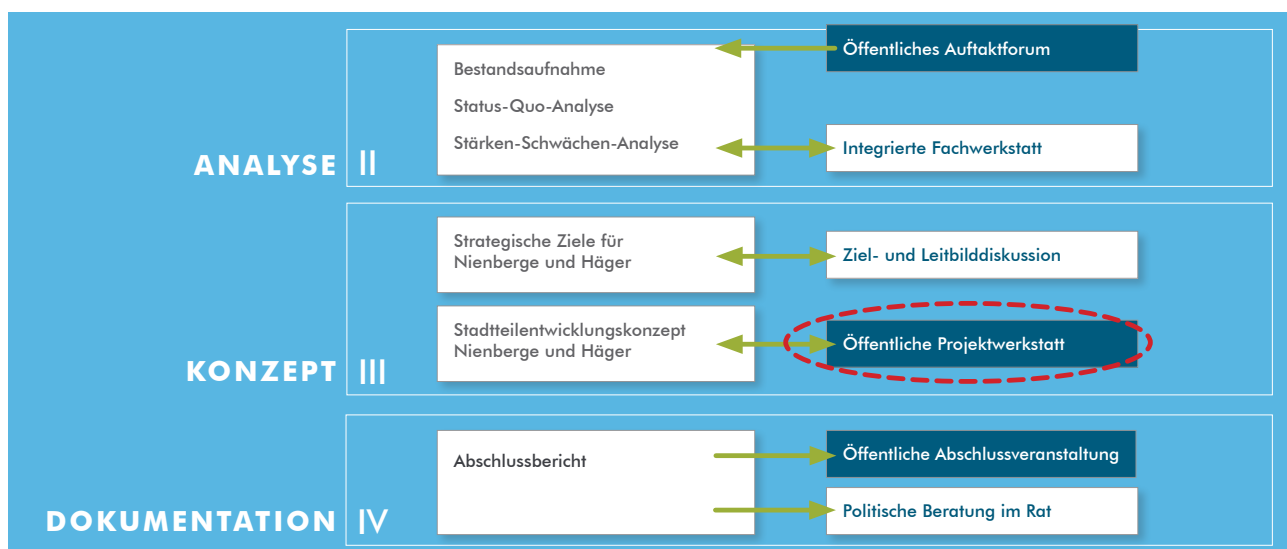 ANALYSE II
Bestandsaufnahme
Status-Quo-Analyse
Stärken-Schwächen-Analyse
Öffentliches Auftaktforum
Integrierte Fachwerkstatt
KONZEPT III
Strategische Ziele für
Nienberge und Häger
Ziel- und Leitbilddiskussion
Stadtteilentwicklungskonzept
Nienberge und Häger
Öffentliche Projektwerkstatt
DOKUMENTATION IV
Abschlussbericht
Öffentliche Abschlussveranstaltung
Politische Beratung im Rat